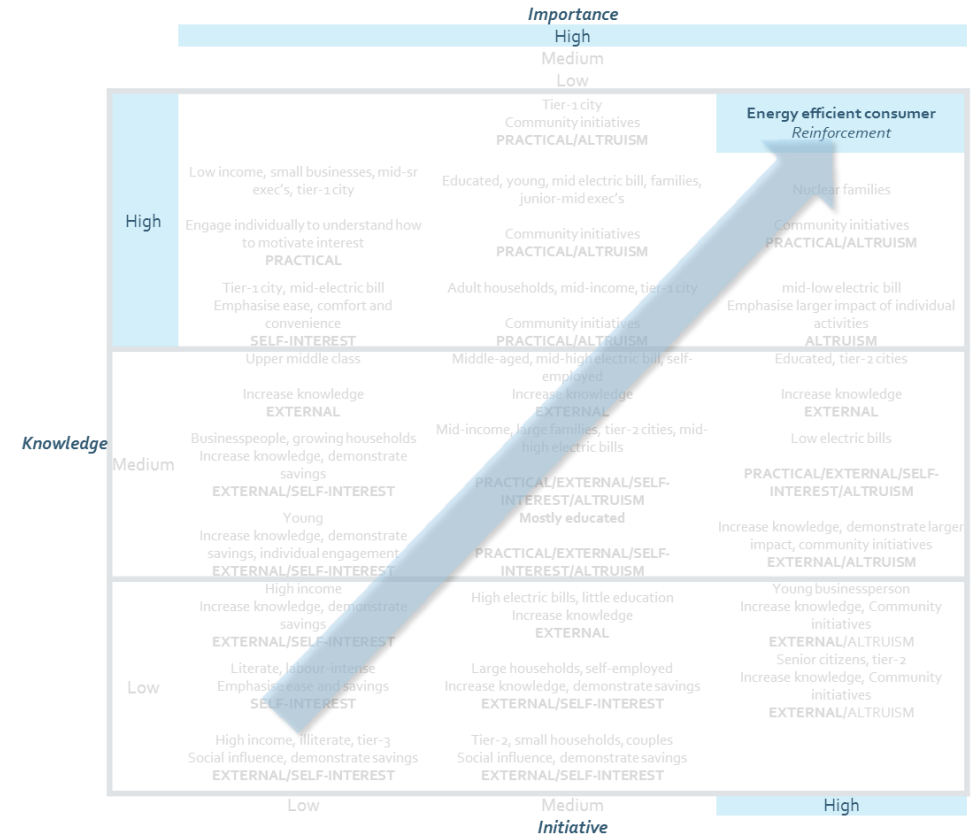 Importance
High
Medium
Low
Tier-1 city
Community initiatives
PRACTICAL/ALTRUISM
Energy efficient consumer
Reinforcement
High
Low income, small businesses, mid-sr
exec's, tier-1 city
Engage individually to understand how
to motivate interest
PRACTICAL
Educated, young, mid electric bill, families,
junior-mid exec's
Community initiatives
PRACTICAL/ALTRUISM
Nuclear families
Community initiatives
PRACTICAL/ALTRUISM
Tier-1 city, mid-electric bill
Emphasise ease, comfort and
convenience
SELF-INTEREST
Adult households, mid-income, tier-1 city
Community initiatives
PRACTICAL/ALTRUISM
mid-low electric bill
Emphasise larger impact of individual
activities
ALTRUISM
Knowledge
Medium
Upper middle class
Increase knowledge
EXTERNAL
Middle-aged, mid-high electric bill, self-
employed
Increase knowledge
EXTERNAL
Educated, tier-2 cities
Increase knowledge
EXTERNAL
Businesspeople, growing households
Increase knowledge, demonstrate
savings
EXTERNAL/SELF-INTEREST
Mid-income, large families, tier-2 cities, mid-
high electric bills
PRACTICAL/EXTERNAL/SELF-
INTEREST/ALTRUISM
Low electric bills
PRACTICAL/EXTERNAL/SELF-
INTEREST/ALTRUISM
Young
Increase knowledge, demonstrate
savings, individual engagement
EXTERNAL/SELF-INTEREST
Mostly educated
PRACTICAL/EXTERNAL/SELF-
INTEREST/ALTRUISM
Increase knowledge, demonstrate larger
impact, community initiatives
EXTERNAL/ALTRUISM
Low
High income
Increase knowledge, demonstrate
savings
EXTERNAL/SELF-INTEREST
High electric bills, little education
Increase knowledge
EXTERNAL
Young businessperson
Increase knowledge, Community
initiatives
EXTERNAL/ALTRUISM
Literate, labour-intense
Emphasise ease and savings
SELF-INTEREST
Large households, self-employed
Increase knowledge, demonstrate savings
EXTERNAL/SELF-INTEREST
Senior citizens, tier-2
Increase knowledge, Community
initiatives
EXTERNAL/ALTRUISM
High income, illiterate, tier-3
Social influence, demonstrate savings
EXTERNAL/SELF-INTEREST
Tier-2, small households, couples
Social influence, demonstrate savings
EXTERNAL/SELF-INTEREST
Low
Medium
High
Initiative